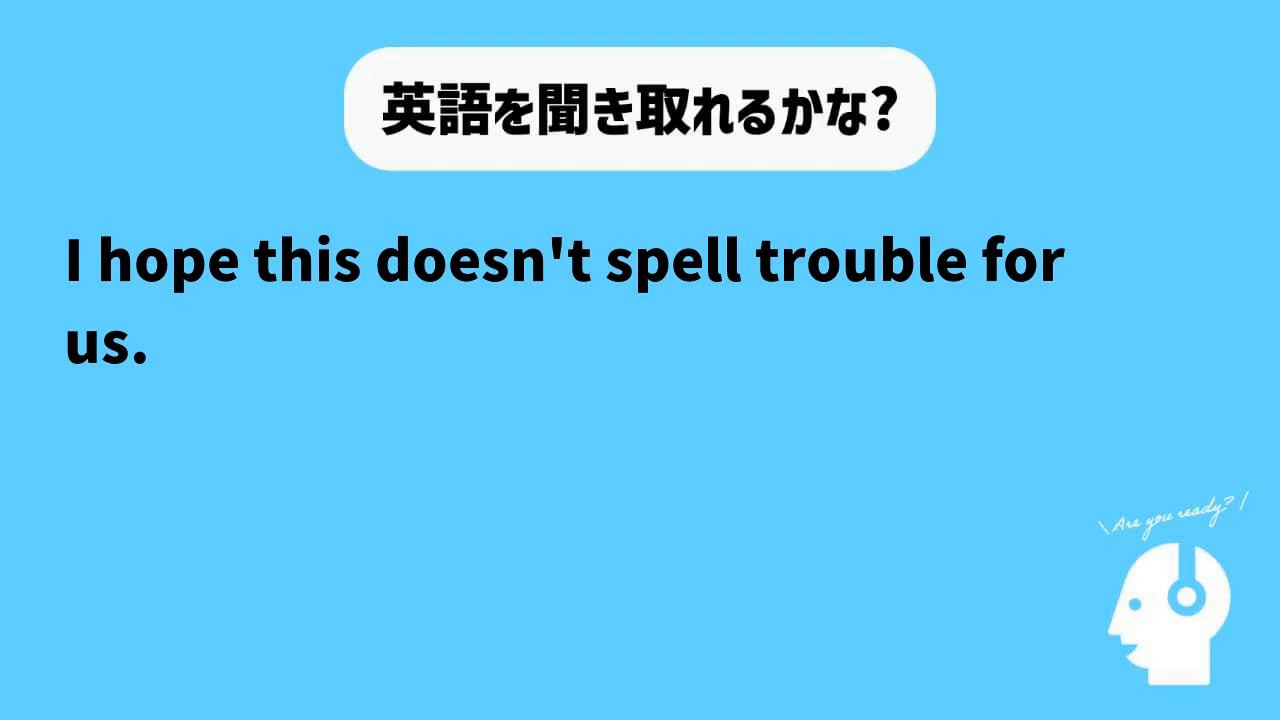 英語を聞き取れるかな?
I hope this doesn't spell trouble for
us.
\Are you ready?/